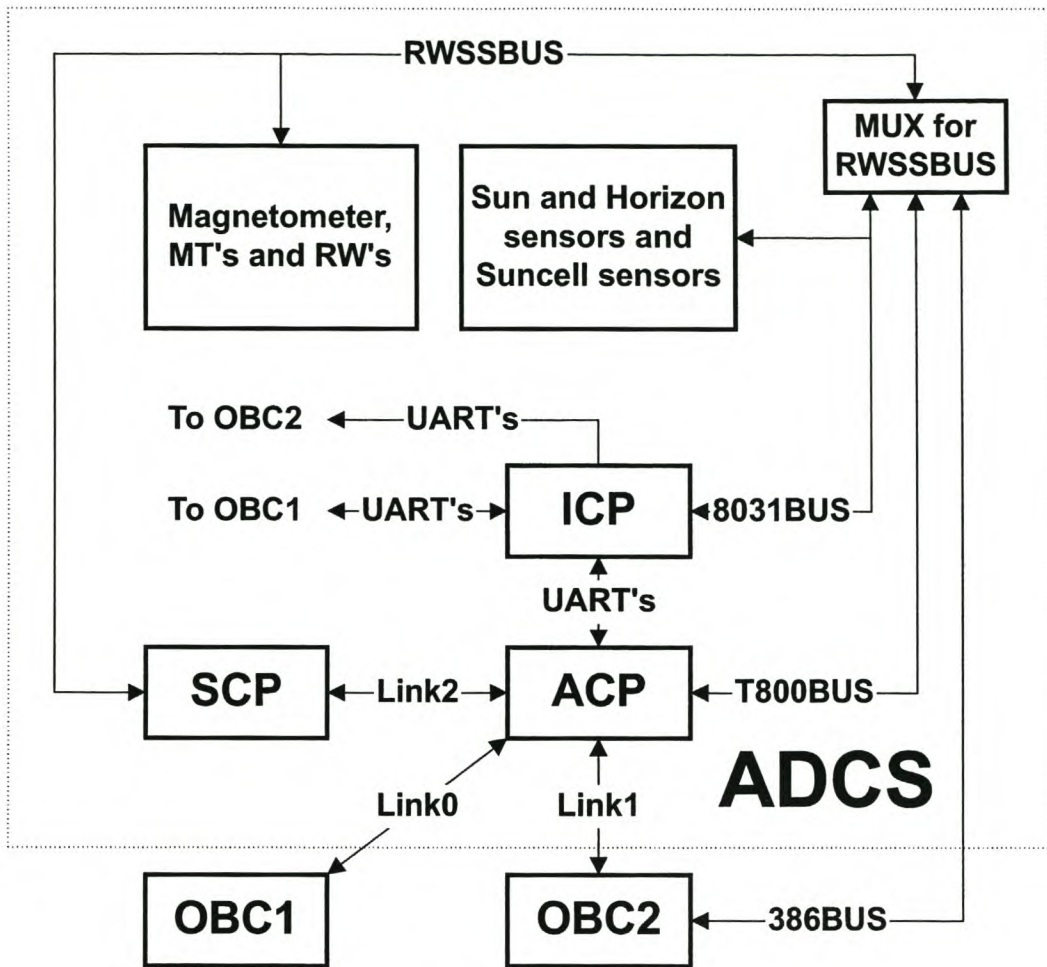 RWSSBUS
MUX for
RWSSBUS
Magnetometer,
MT's and RW's
Sun and Horizon
sensors and
Suncell sensors
To OBC2
UART's
To OBC1
UART's
ICP
8031BUS
UART's
SCP
Link2
ACP
T800BUS
ADCS
Link0
Link1
OBC1
OBC2
386BUS